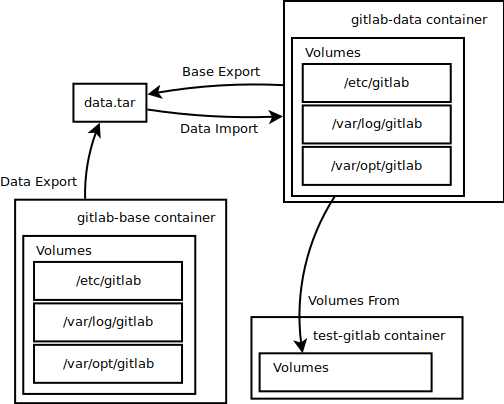 gitlab-data container
Volumes
/etc/gitlab
/var/log/gitlab
/var/opt/gitlab
Base Export
data.tar
Data Import
Data Export
gitlab-base container
Volumes
/etc/gitlab
/var/log/gitlab
/var/opt/gitlab
Volumes From
test-gitlab container
Volumes